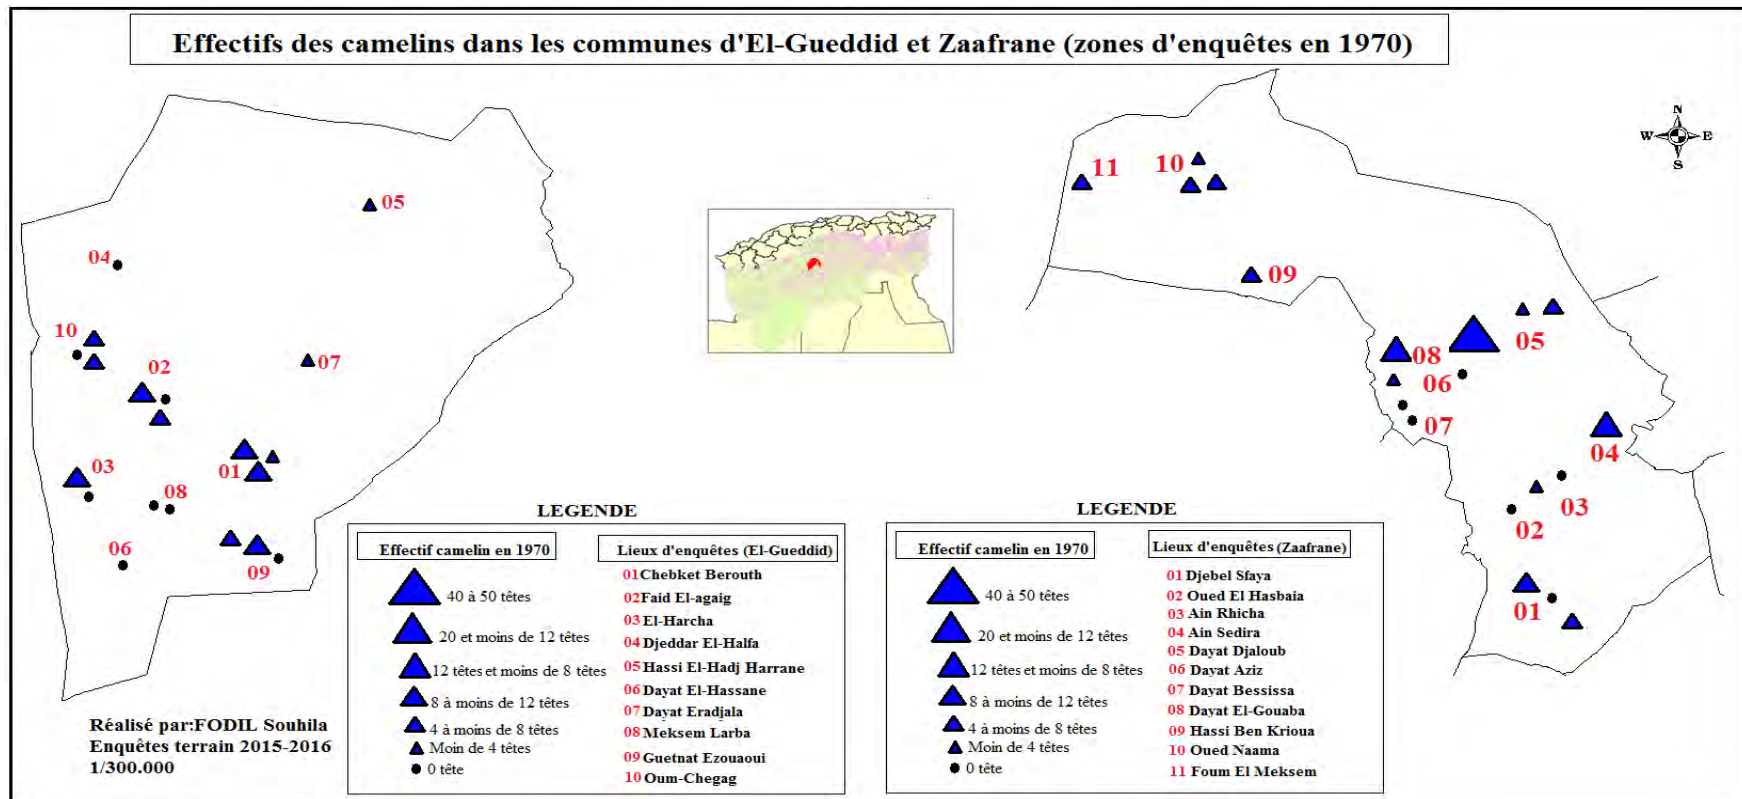 Effectifs des camelins dans les communes d'El-Gueddid et Zaafrane (zones d'enquêtes en 1970)
N
W E
S
05
04
10
07
02
03
01
08
06
09
11
10
09
05
08
06
07
04
03
02
01
LEGENDE
Effectif camelin en 1970
40 à 50 têtes
20 et moins de 12 têtes
12 têtes et moins de 8 têtes
8 à moins de 12 têtes
4 à moins de 8 têtes
Moin de 4 têtes
0 tête
Lieux d'enquêtes (El-Gueddid)
01 Chebket Berouth
02 Faid El-agaig
03 El-Harcha
04 Djeddar El-Halfa
05 Hassi El-Hadj Harrane
06 Dayat El-Hassane
07 Dayat Eradjala
08 Meksem Larba
09 Guetnat Ezouaoui
10 Oum-Chegag
LEGENDE
Effectif camelin en 1970
40 à 50 têtes
20 et moins de 12 têtes
12 têtes et moins de 8 têtes
8 à moins de 12 têtes
4 à moins de 8 têtes
Moin de 4 têtes
0 tête
Lieux d'enquêtes (Zaafrane)
01 Djebel Sfaya
02 Oued El Hasbaia
03 Ain Rhicha
04 Ain Sedira
05 Dayat Djaloub
06 Dayat Aziz
07 Dayat Bessissa
08 Dayat El-Gouaba
09 Hassi Ben Krioua
10 Oued Naama
11 Foum El Meksem
Réalisé par:FODIL Souhila
Enquêtes terrain 2015-2016
1/300.000